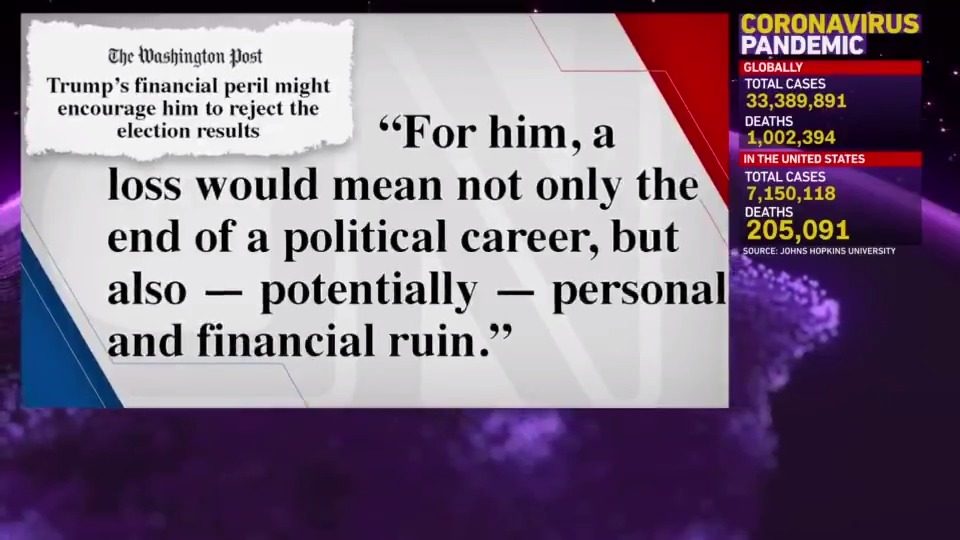 The Washington Post
Trump's financial peril might
encourage him to reject the
election results
“For him, a
loss would mean not only the
end of a political career, but
also — potentially — personal
and financial ruin.”
CORONAVIRUS
PANDEMIC
GLOBALLY
TOTAL CASES
33,389,891
DEATHS
1,002,394
IN THE UNITED STATES
TOTAL CASES
7,150,118
DEATHS
205,091
SOURCE: JOHNS HOPKINS UNIVERSITY